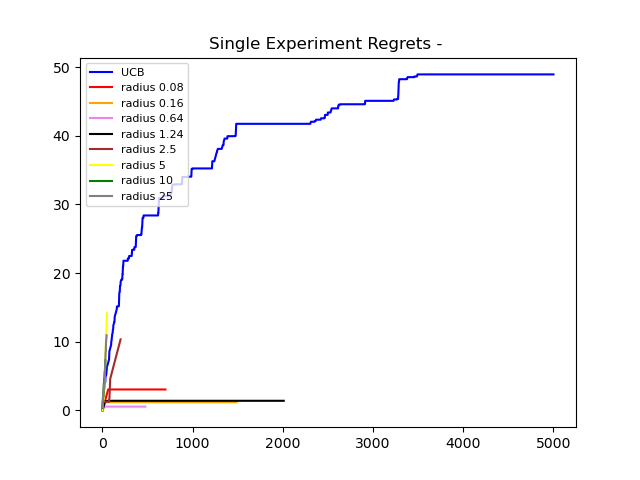 Single Experiment Regrets -
50
40
30
20
10
0
UCB
radius 0.08
radius 0.16
radius 0.64
radius 1.24
radius 2.5
radius 5
radius 10
radius 25
0 1000 2000 3000 4000 5000